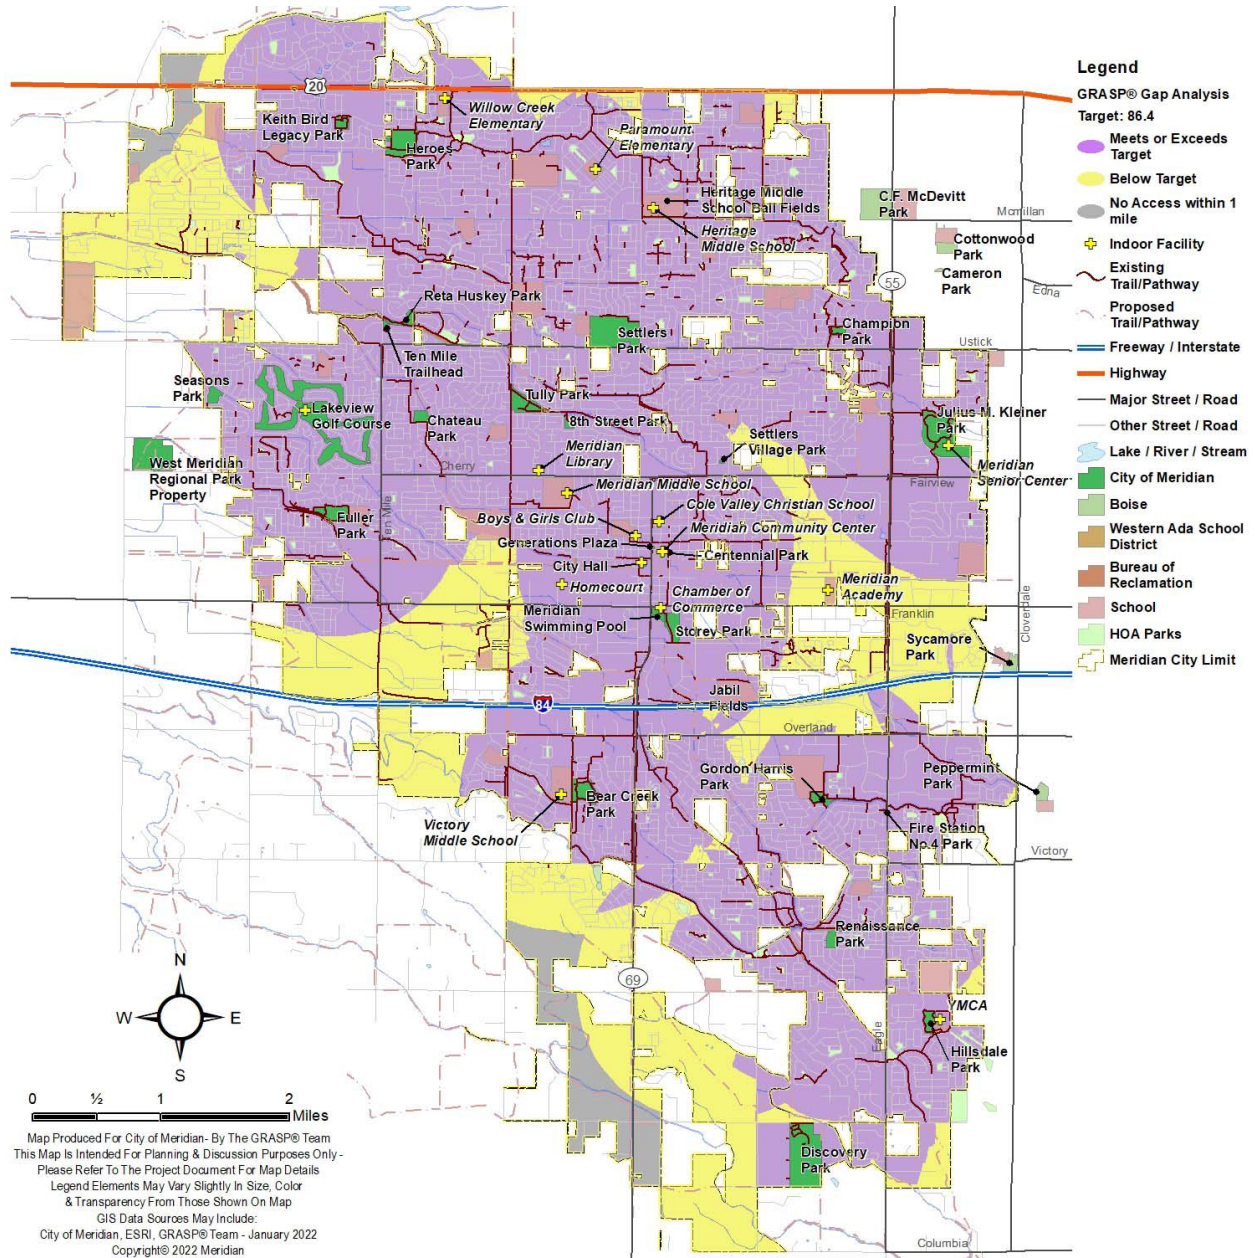 20
Willow Creek
Elementary
Keith Bird
Legacy Park
Heroes
Park
Paramount
Elementary
Heritage Middle
School Ball Fields
Heritage
Middle School
C.F. McDevitt
Park
Mcmillan
Cottonwood
Park
Cameron
Park
Edna
55
Reta Huskey Park
Ten Mile
Trailhead
Settlers
Park
Champion
Park
Ustick
Seasons
Park
Lakeview
Golf Course
Chateau
Park
Tully Park
8th Street Park
Settlers
Village Park
Julius M. Kleiner
Park
Meridian
Senior Center
West Meridian
Regional Park
Property
Cherry
Meridian
Library
Meridian Middle School
Fairview
Fuller
Park
Ten Mile
Cole Valley Christian School
Boys & Girls Club
Meridian Community Center
Generations Plaza
Centennial Park
City Hall
Homecourt
Chamber of
Commerce
Meridian
Academy
Meridian
Swimming Pool
Storey Park
Franklin
Sycamore
Park
Cloverdale
84
Jabil
Fields
Overland
Gordon Harris
Park
Peppermint
Park
Bear Creek
Park
Victory
Middle School
Fire Station
No.4 Park
Victory
Renaissance
Park
69
YMCA
Hillsdale
Park
Eagle
Discovery
Park
Columbia
Legend
GRASP® Gap Analysis
Target: 86.4
Meets or Exceeds
Target
Below Target
No Access within 1
mile
Indoor Facility
Existing
Trail/Pathway
Proposed
Trail/Pathway
Freeway / Interstate
Highway
Major Street / Road
Other Street / Road
Lake / River / Stream
City of Meridian
Boise
Western Ada School
District
Bureau of
Reclamation
School
HOA Parks
Meridian City Limit
N
W E
S
0 ½ 1 2
Miles
Map Produced For City of Meridian- By The GRASP® Team
This Map Is Intended For Planning & Discussion Purposes Only -
Please Refer To The Project Document For Map Details
Legend Elements May Vary Slightly In Size, Color
& Transparency From Those Shown On Map
GIS Data Sources May Include:
City of Meridian, ESRI, GRASP® Team - January 2022
Copyright© 2022 Meridian